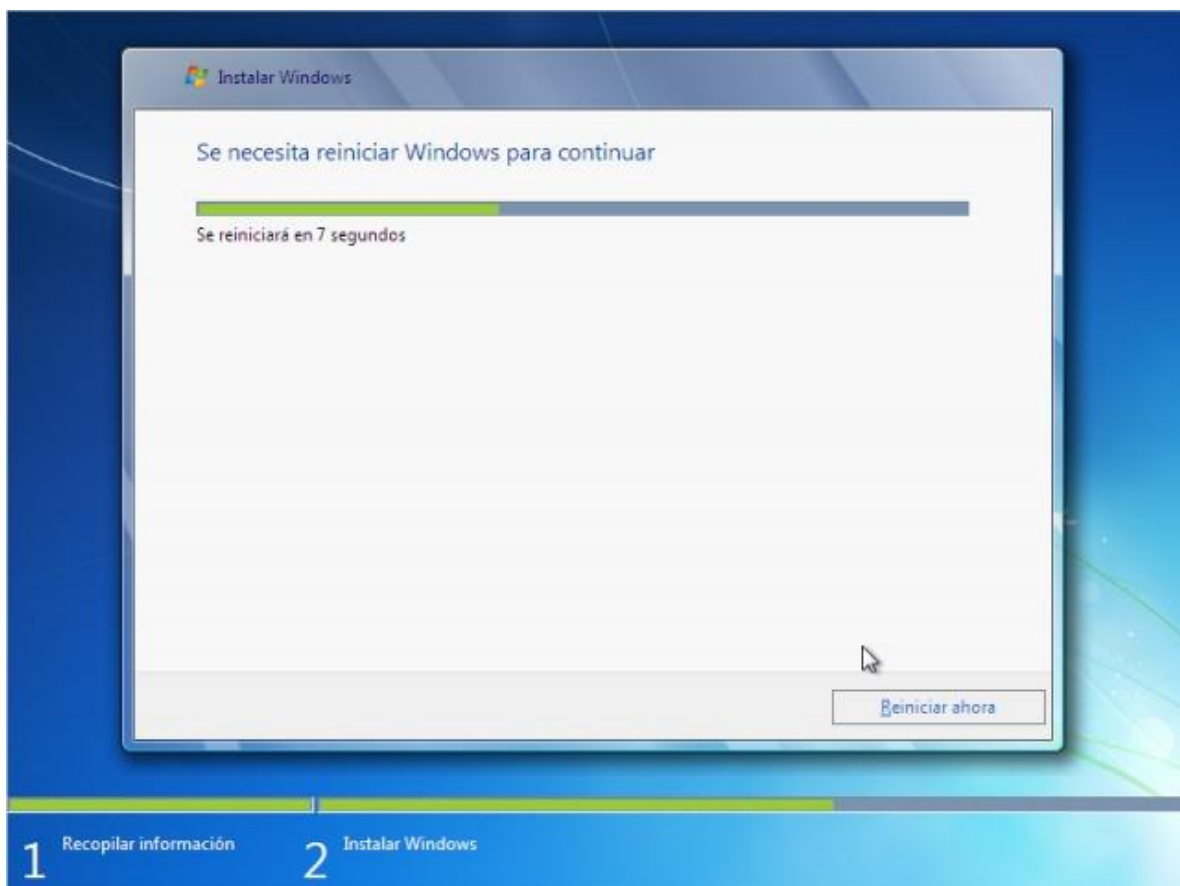 Instalar Windows
Se necesita reiniciar Windows para continuar
Se reiniciará en 7 segundos
Reiniciar ahora
1 Recopilar información
2 Instalar Windows